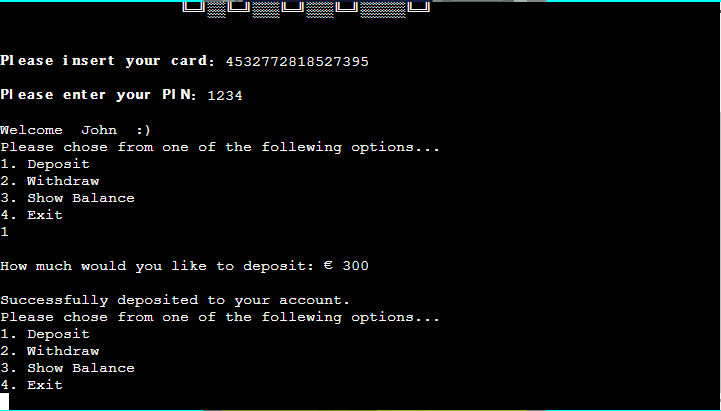 Please insert your card: 4532772818527395
Please enter your PIN: 1234
Welcome John :)
Please chose from one of the follewing options...
1. Deposit
2. Withdraw
3. Show Balance
4. Exit
1
How much would you like to deposit: € 300
Successfully deposited to your account.
Please chose from one of the follewing options...
1. Deposit
2. Withdraw
3. Show Balance
4. Exit